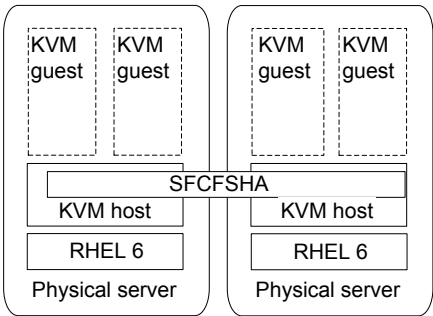 KVM guest
KVM guest
KVM guest
KVM guest
SFCFSHA
KVM host
KVM host
RHEL 6
RHEL 6
Physical server
Physical server